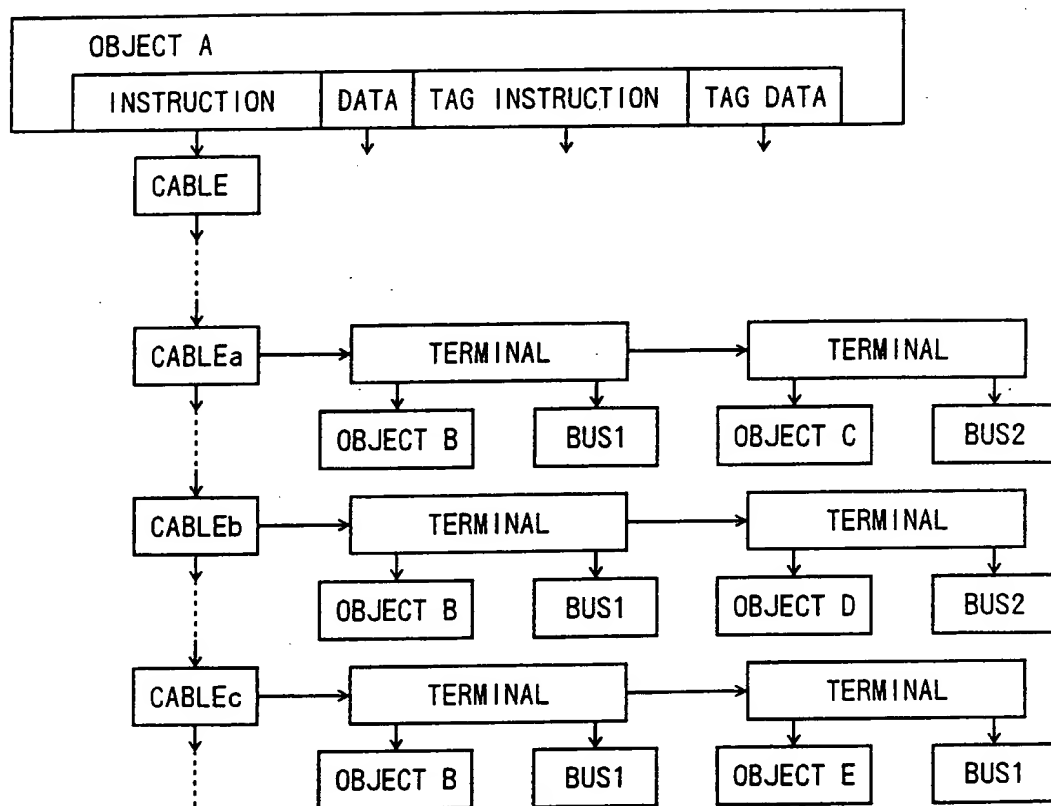 OBJECT A
INSTRUCTION DATA TAG INSTRUCTION TAG DATA
CABLE
CABLEa TERMINAL TERMINAL
OBJECT B BUS1 OBJECT C BUS2
CABLEb TERMINAL TERMINAL
OBJECT B BUS1 OBJECT D BUS2
CABLEc TERMINAL TERMINAL
OBJECT B BUS1 OBJECT E BUS1